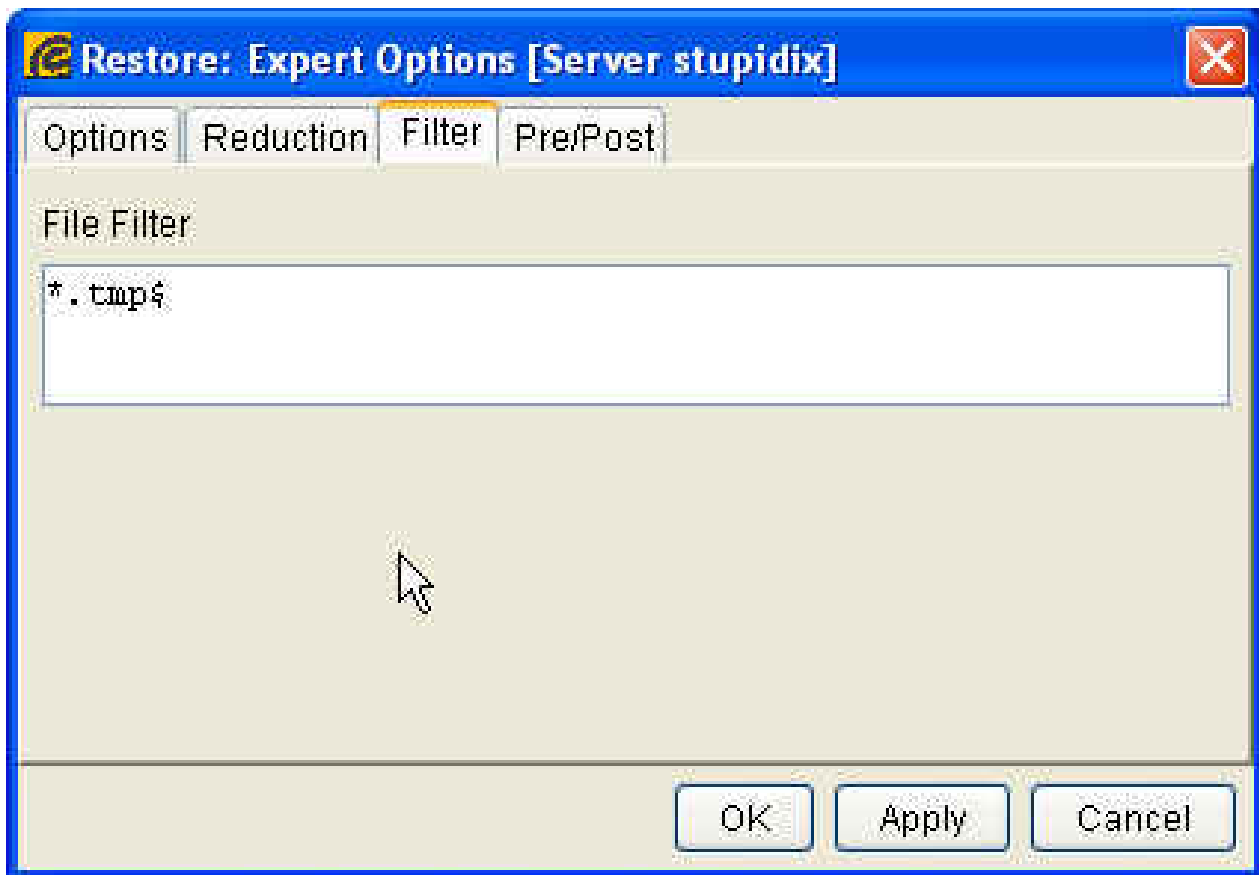 Restore: Expert Options [Server stupidix]
Options Reduction Filter Pre/Post
File Filter
*.tmp$
OK Apply Cancel